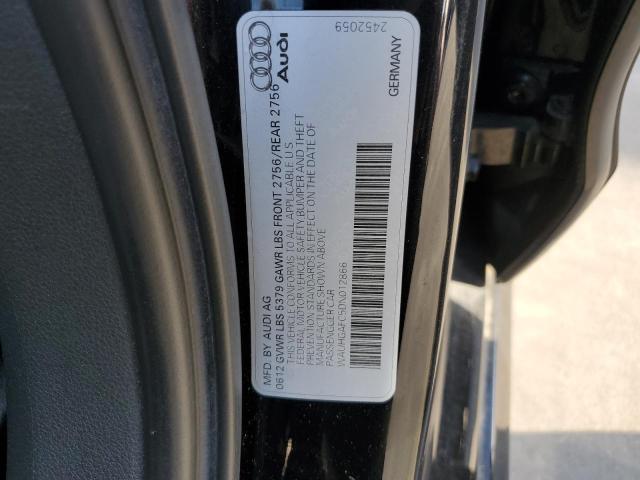 MFD BY AUDI AG
0612 GVWR LBS 5379 GAWR LBS FRONT 2756/REAR 2756
THIS VEHICLE CONFORMS TO ALL APPLICABLE U S
FEDERAL MOTOR VEHICLE SAFETY BUMPER AND THEFT
PREVENTION STANDARDS IN EFFECT ON THE DATE OF
MANUFACTURE SHOWN ABOVE
PASSENGER CAR
WAUHGAFC5DN012866
Audi
2452059
GERMANY